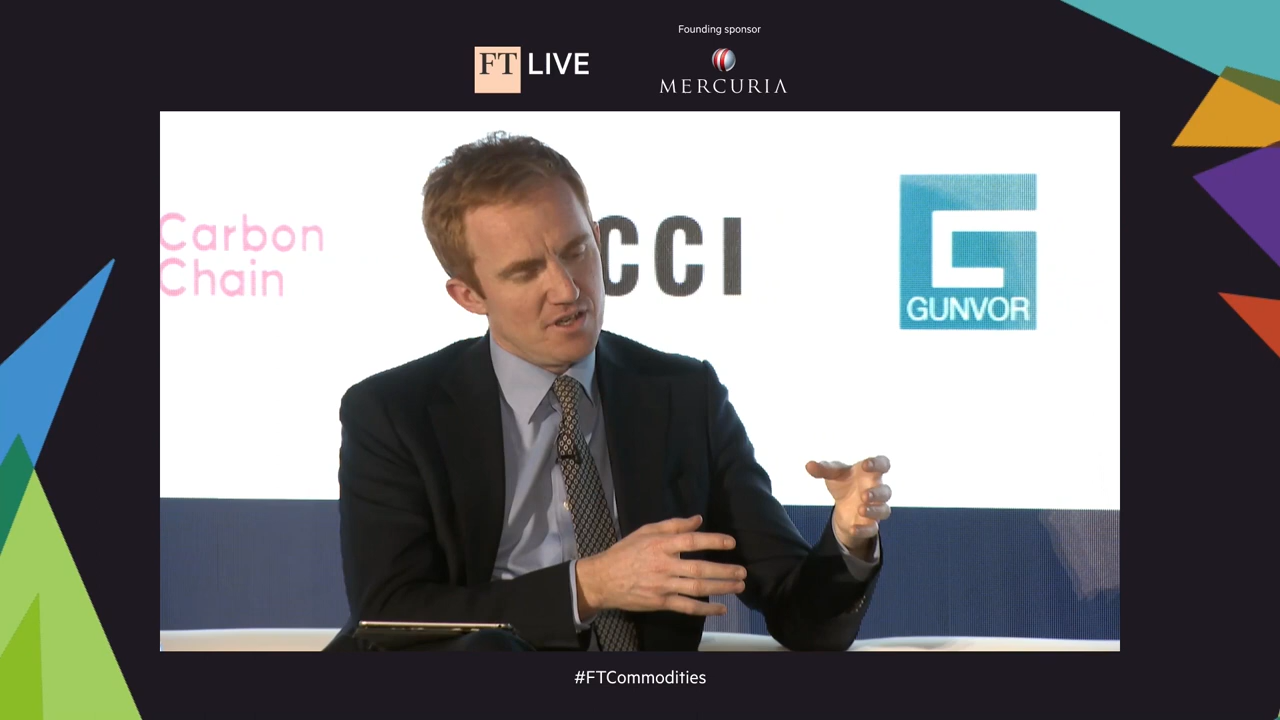 Founding sponsor
FT LIVE
MERCURIA
Carbon
Chain
CCI
GUNVOR
#FTCommodities